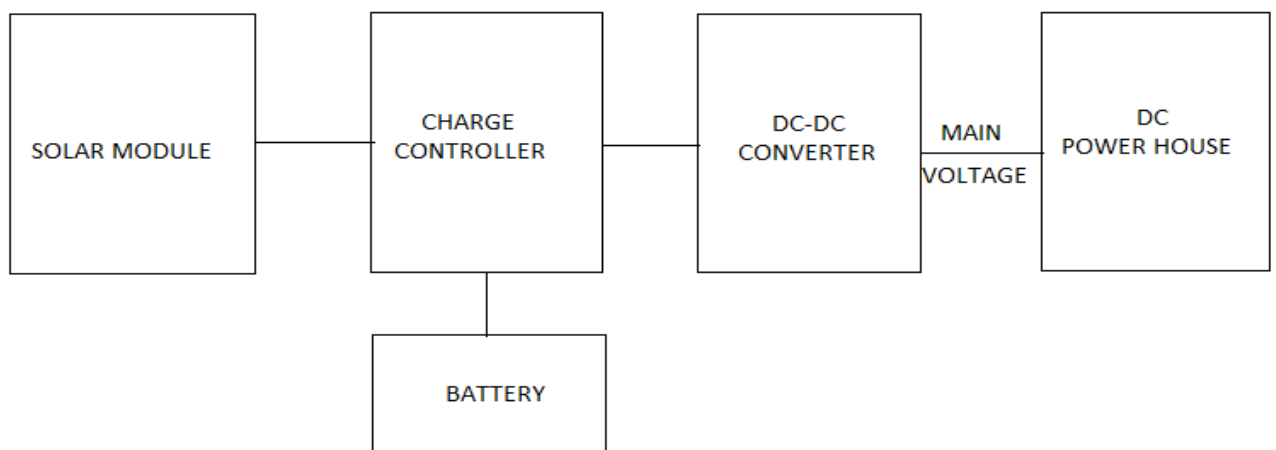 SOLAR MODULE
CHARGE
CONTROLLER
DC-DC
CONVERTER
MAIN
VOLTAGE
DC
POWER HOUSE
BATTERY